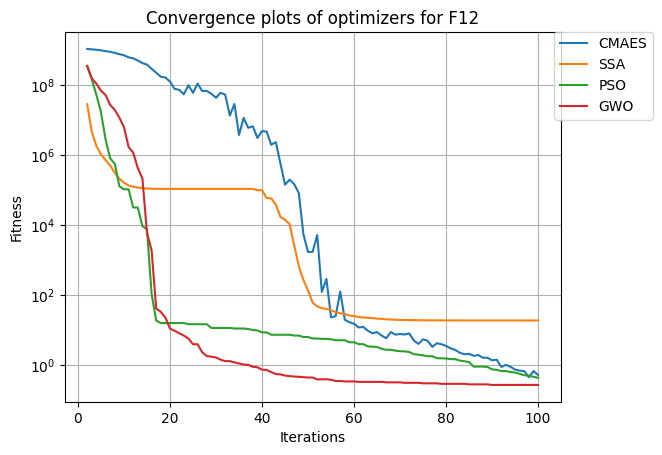 Convergence plots of optimizers for F12
CMAES
SSA
PSO
GWO
Fitness
10^8
10^6
10^4
10^2
10^0
0 20 40 60 80 100
Iterations